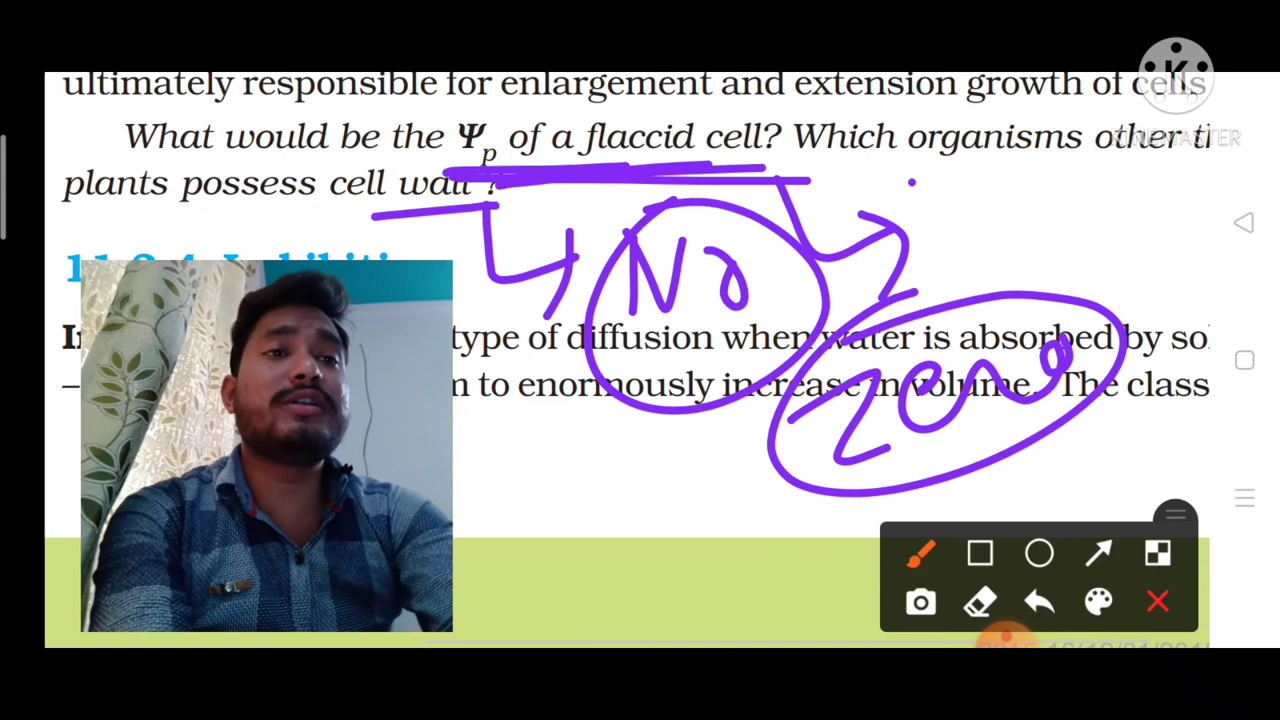 ultimately responsible for enlargement and extension growth of cells
What would be the Ψp of a flaccid cell? Which organisms other th
plants possess cell wall ?
No
zero
type of diffusion when water is absorbed by sol
m to enormously increase in volume. The class
K
KINEMASTER